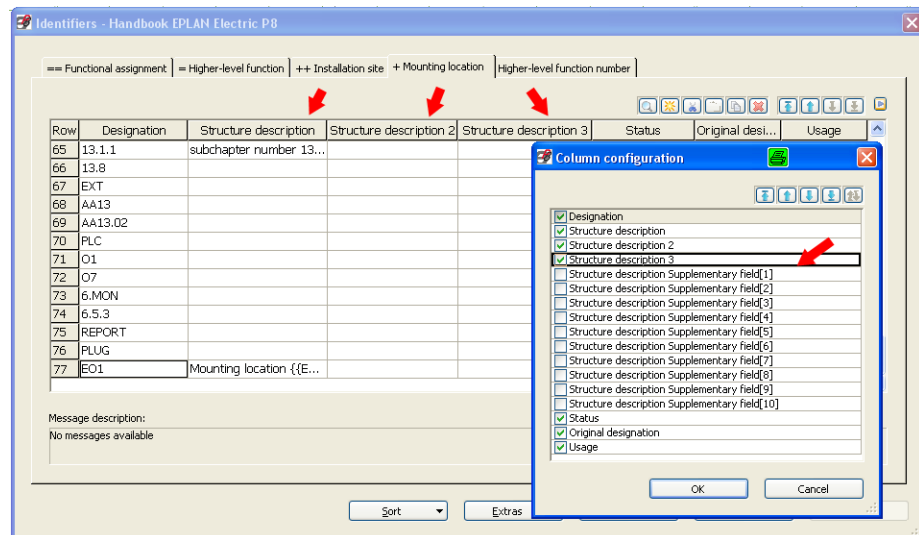 Identifiers - Handbook EPLAN Electric P8
== Functional assignment = Higher-level function ++ Installation site + Mounting location Higher-level function number
Row Designation Structure description Structure description 2 Structure description 3 Status Original desi... Usage
65 13.1.1 subchapter number 13...
66 13.8
67 EXT
68 AA13
69 AA13.02
70 PLC
71 O1
72 O7
73 6.MON
74 6.5.3
75 REPORT
76 PLUG
77 EO1 Mounting location {{E...
Message description:
No messages available
Sort Extras
Column configuration
Designation
Structure description
Structure description 2
Structure description 3
Structure description Supplementary field[1]
Structure description Supplementary field[2]
Structure description Supplementary field[3]
Structure description Supplementary field[4]
Structure description Supplementary field[5]
Structure description Supplementary field[6]
Structure description Supplementary field[7]
Structure description Supplementary field[8]
Structure description Supplementary field[9]
Structure description Supplementary field[10]
Status
Original designation
Usage
OK Cancel